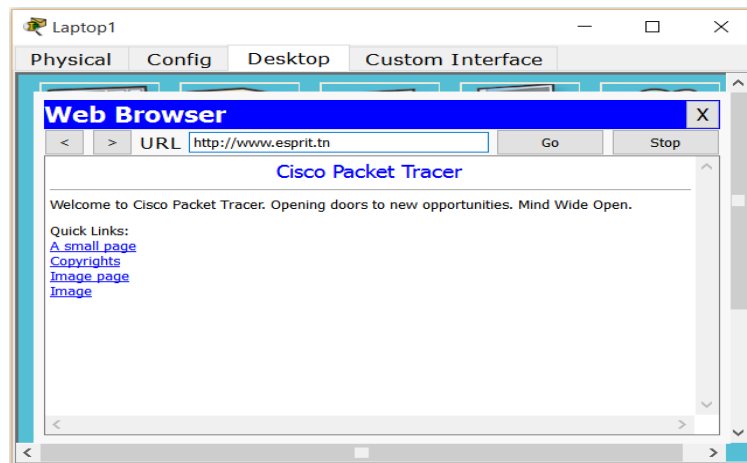 Laptop1
Physical Config Desktop Custom Interface
Web Browser X
< > URL http://www.esprit.tn Go Stop
Cisco Packet Tracer
Welcome to Cisco Packet Tracer. Opening doors to new opportunities. Mind Wide Open.
Quick Links:
A small page
Copyrights
Image page
Image